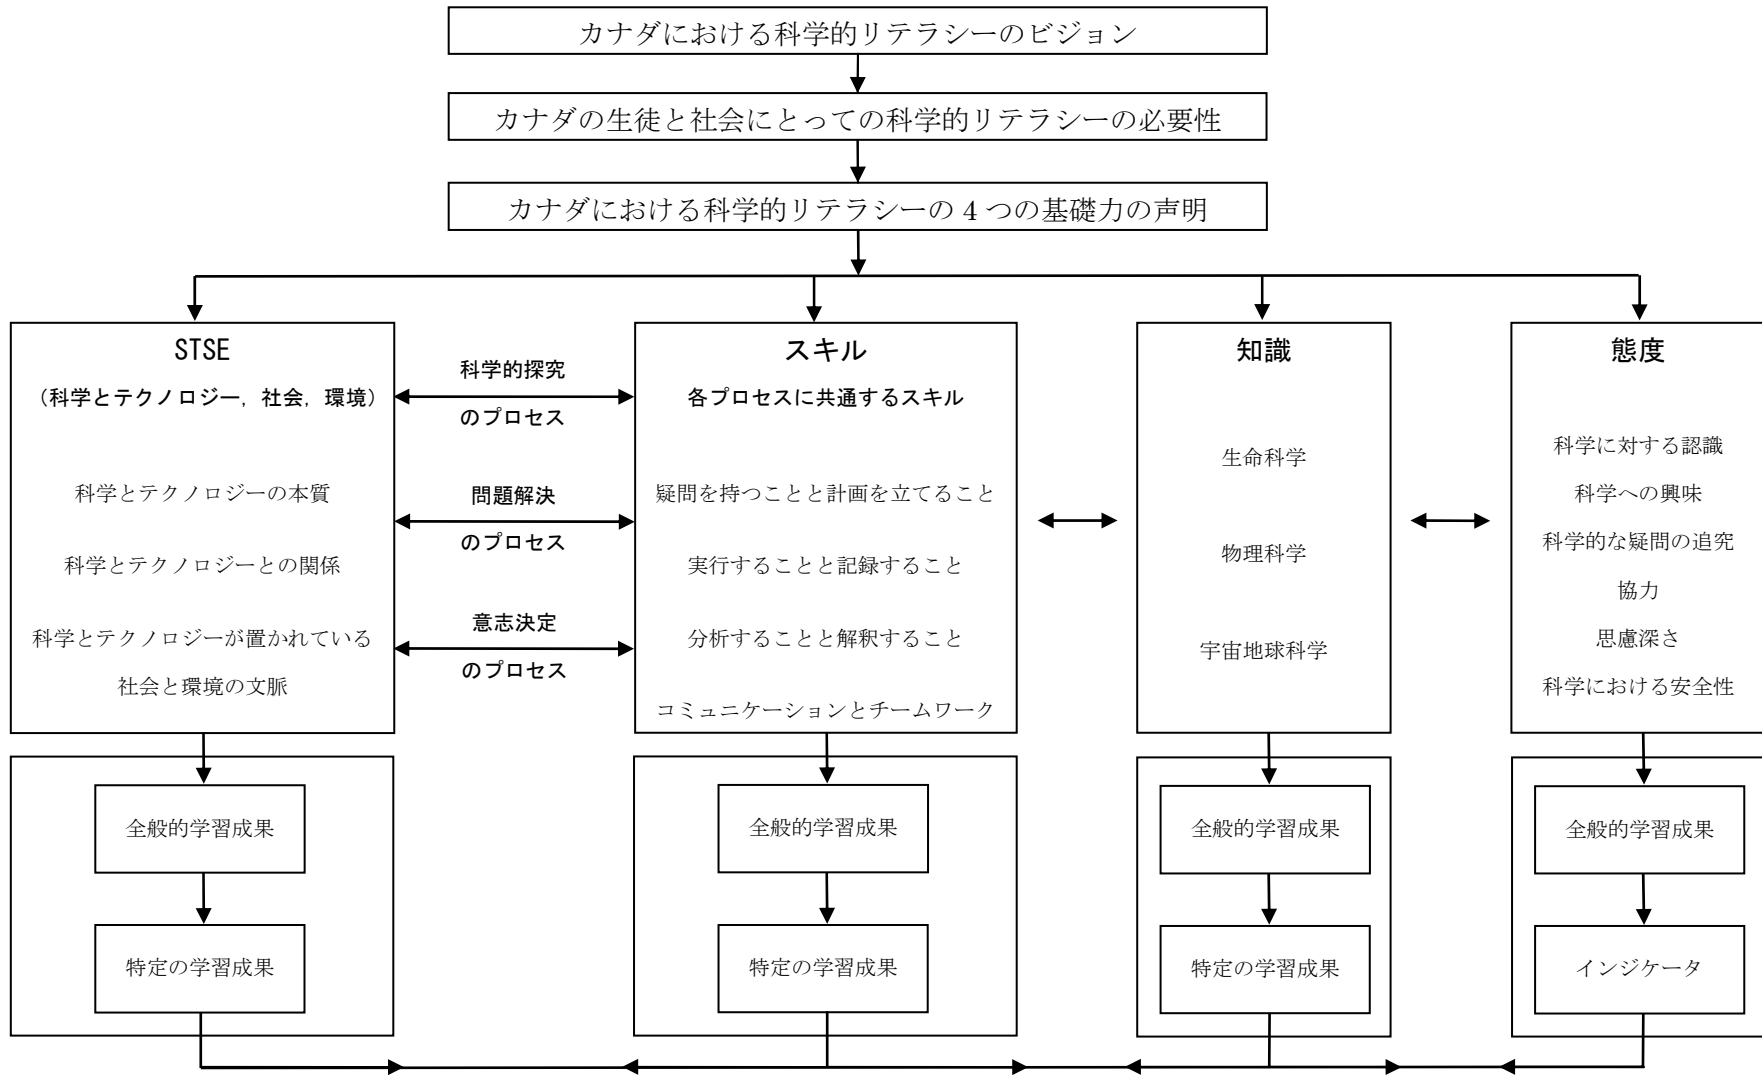 カナダにおける科学的リテラシーのビジョン
カナダの生徒と社会にとっての科学的リテラシーの必要性
カナダにおける科学的リテラシーの4つの基礎力の声明
STSE
（科学とテクノロジー，社会，環境）
科学とテクノロジーの本質
科学とテクノロジーとの関係
科学とテクノロジーが置かれている
社会と環境の文脈
科学的探究
のプロセス
問題解決
のプロセス
意志決定
のプロセス
スキル
各プロセスに共通するスキル
疑問を持つことと計画を立てること
実行することと記録すること
分析することと解釈すること
コミュニケーションとチームワーク
知識
生命科学
物理科学
宇宙地球科学
態度
科学に対する認識
科学への興味
科学的な疑問の追究
協力
思慮深さ
科学における安全性
全般的学習成果
特定の学習成果
全般的学習成果
特定の学習成果
全般的学習成果
特定の学習成果
全般的学習成果
インジケータ